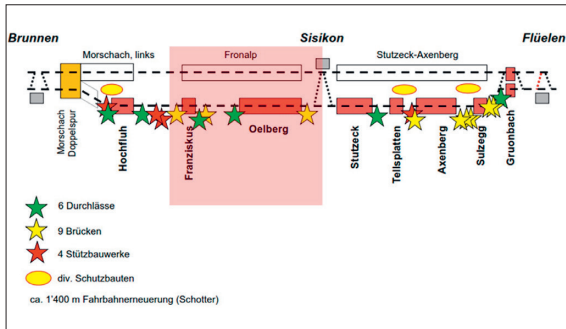 Brunnen
Sisikon
Flüelen
Morschach, links
Fronalp
Stutzeck-Axenberg
Morschach
Doppelspur
Hochfluh
Franziskus
Oelberg
Stutzeck
Tellsplatten
Axenberg
Sulzegg
Gruonbach
6 Durchlässe
9 Brücken
4 Stützbauwerke
div. Schutzbauten
ca. 1'400 m Fahrbahnerneuerung (Schotter)